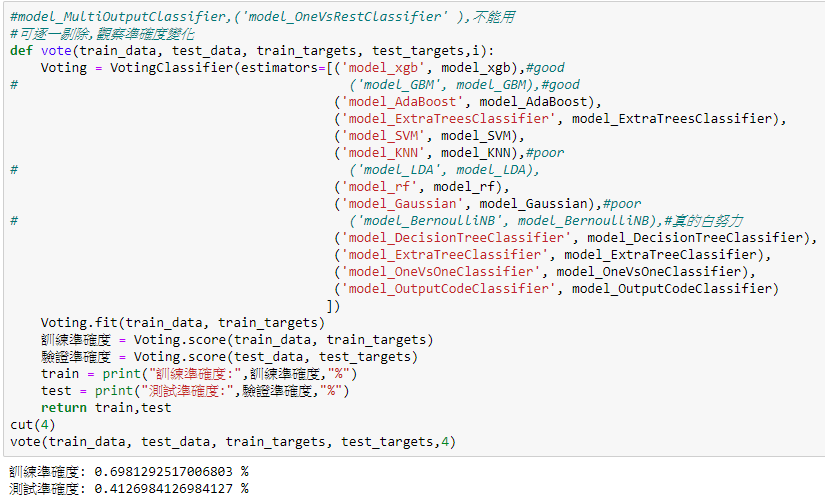 #model_MultiOutputClassifier,('model_OneVsRestClassifier' ),不能用
#可逐一剔除,觀察準確度變化
def vote(train_data, test_data, train_targets, test_targets,i):
    Voting = VotingClassifier(estimators=[('model_xgb', model_xgb),#good
#                                           ('model_GBM', model_GBM),#good
                                          ('model_AdaBoost', model_AdaBoost),
                                          ('model_ExtraTreesClassifier', model_ExtraTreesClassifier),
                                          ('model_SVM', model_SVM),
                                          ('model_KNN', model_KNN),#poor
#                                           ('model_LDA', model_LDA),
                                          ('model_rf', model_rf),
                                          ('model_Gaussian', model_Gaussian),#poor
#                                           ('model_BernoulliNB', model_BernoulliNB),#真的白努力
                                          ('model_DecisionTreeClassifier', model_DecisionTreeClassifier),
                                          ('model_ExtraTreeClassifier', model_ExtraTreeClassifier),
                                          ('model_OneVsOneClassifier', model_OneVsOneClassifier),
                                          ('model_OutputCodeClassifier', model_OutputCodeClassifier)
                                         ])
    Voting.fit(train_data, train_targets)
    訓練準確度 = Voting.score(train_data, train_targets)
    驗證準確度 = Voting.score(test_data, test_targets)
    train = print("訓練準確度:",訓練準確度,"%")
    test = print("測試準確度:",驗證準確度,"%")
    return train,test
cut(4)
vote(train_data, test_data, train_targets, test_targets,4)
訓練準確度: 0.6981292517006803 %
測試準確度: 0.4126984126984127 %